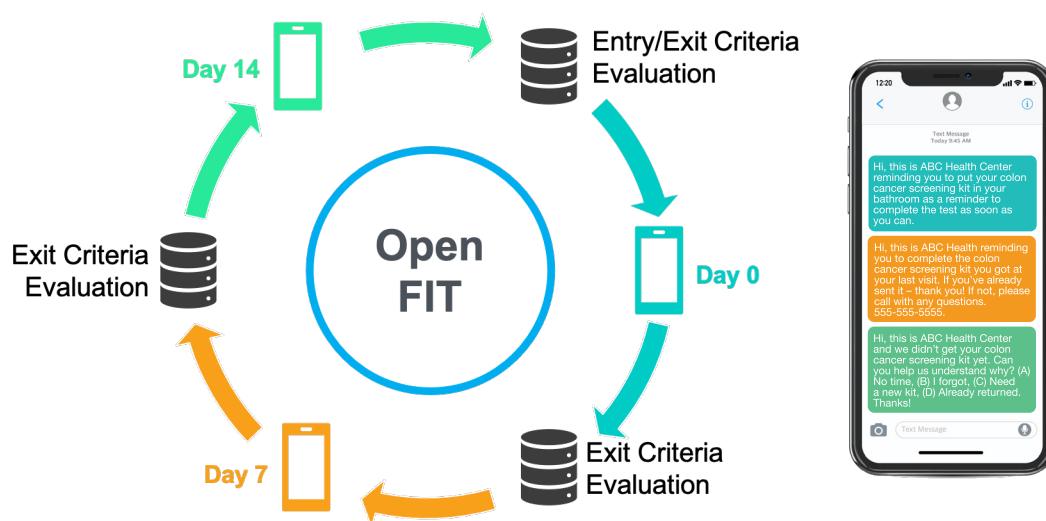 Day 14
Entry/Exit Criteria
Evaluation
Open
FIT
Day 0
Exit Criteria
Evaluation
Day 7
Exit Criteria
Evaluation
12:20
Text Message
Today 9:45 AM
Hi, this is ABC Health Center
reminding you to put your colon
cancer screening kit in your
bathroom as a reminder to
complete the test as soon as
you can.
Hi, this is ABC Health reminding
you to complete the colon
cancer screening kit you got at
your last visit. If you've already
sent it – thank you! If not, please
call with any questions.
555-555-5555.
Hi, this is ABC Health Center
and we didn't get your colon
cancer screening kit yet. Can
you help us understand why? (A)
No time, (B) I forgot, (C) Need
a new kit, (D) Already returned.
Thanks!
Text Message